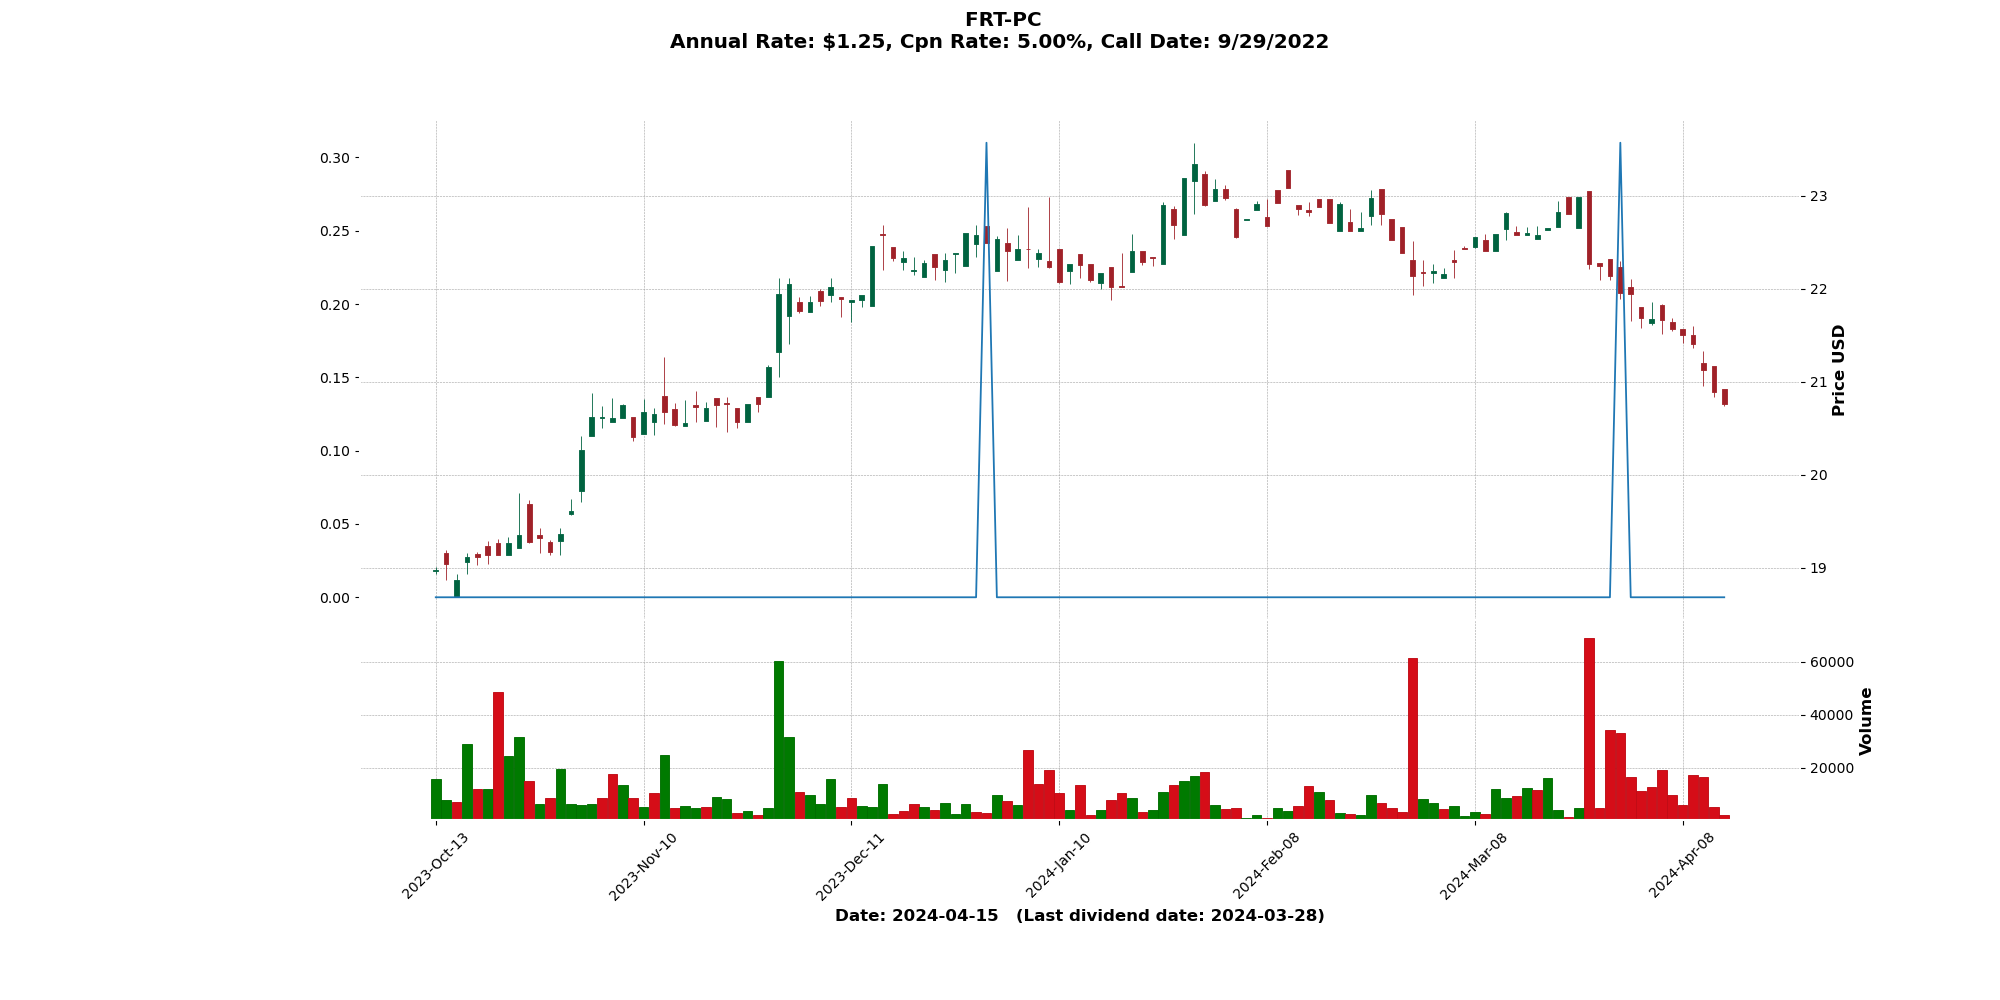 FRT-PC
Annual Rate: $1.25, Cpn Rate: 5.00%, Call Date: 9/29/2022
0.30
0.25
0.20
0.15
0.10
0.05
0.00
23
22
21
20
19
Price USD
60000
40000
20000
Volume
2023-Oct-13
2023-Nov-10
2023-Dec-11
2024-Jan-10
2024-Feb-08
2024-Mar-08
2024-Apr-08
Date: 2024-04-15 (Last dividend date: 2024-03-28)